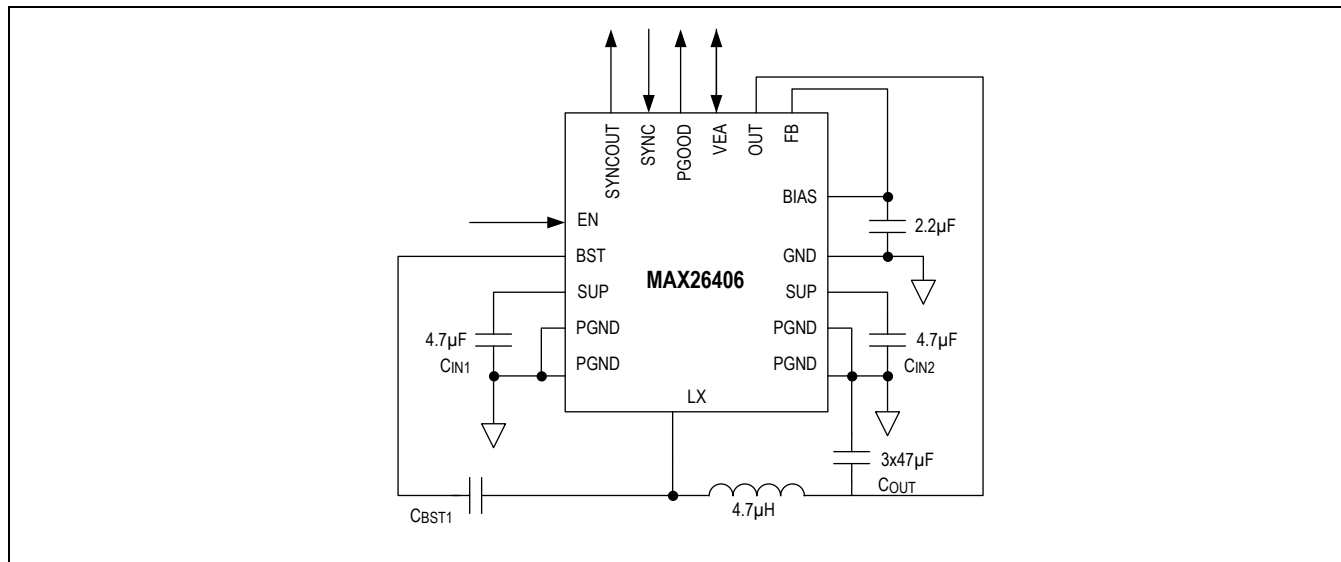 SYNCOUT
SYNC
PGOOD
VEA
OUT
FB
BIAS
2.2µF
EN
BST
GND
MAX26406
SUP
SUP
4.7µF
CIN1
PGND
PGND
4.7µF
CIN2
PGND
PGND
LX
3x47µF
COUT
CBST1
4.7µH